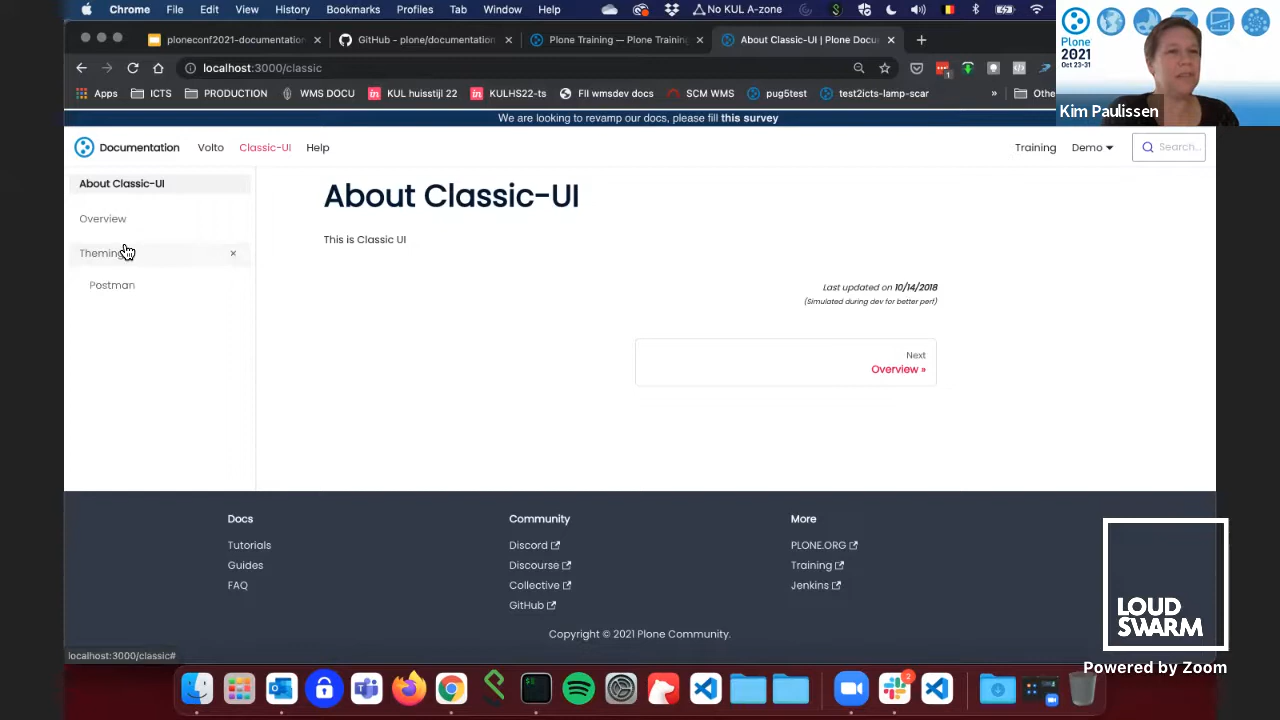 Chrome File Edit View History Bookmarks Profiles Tab Window Help No KUL A-zone
ploneconf2021-documentation
GitHub - plone/documentation
Plone Training — Plone Training
About Classic-UI | Plone Docu
localhost:3000/classic
Apps ICTS PRODUCTION WMS DOCU KUL huisstijl 22 KULHS22-ts FII wmsdev docs SCM WMS pug5test test2icts-lamp-scar » Othe
We are looking to revamp our docs, please fill this survey
Documentation Volto Classic-UI Help Training Demo Search...
About Classic-UI
Overview
Theming
Postman
About Classic-UI
This is Classic UI
Last updated on 10/14/2018
(Simulated during dev for better perf)
Next
Overview »
Docs
Tutorials
Guides
FAQ
Community
Discord
Discourse
Collective
GitHub
More
PLONE.ORG
Training
Jenkins
Copyright © 2021 Plone Community.
localhost:3000/classic#
Plone
2021
Oct 23-31
Kim Paulissen
LOUD
SWARM
Powered by Zoom